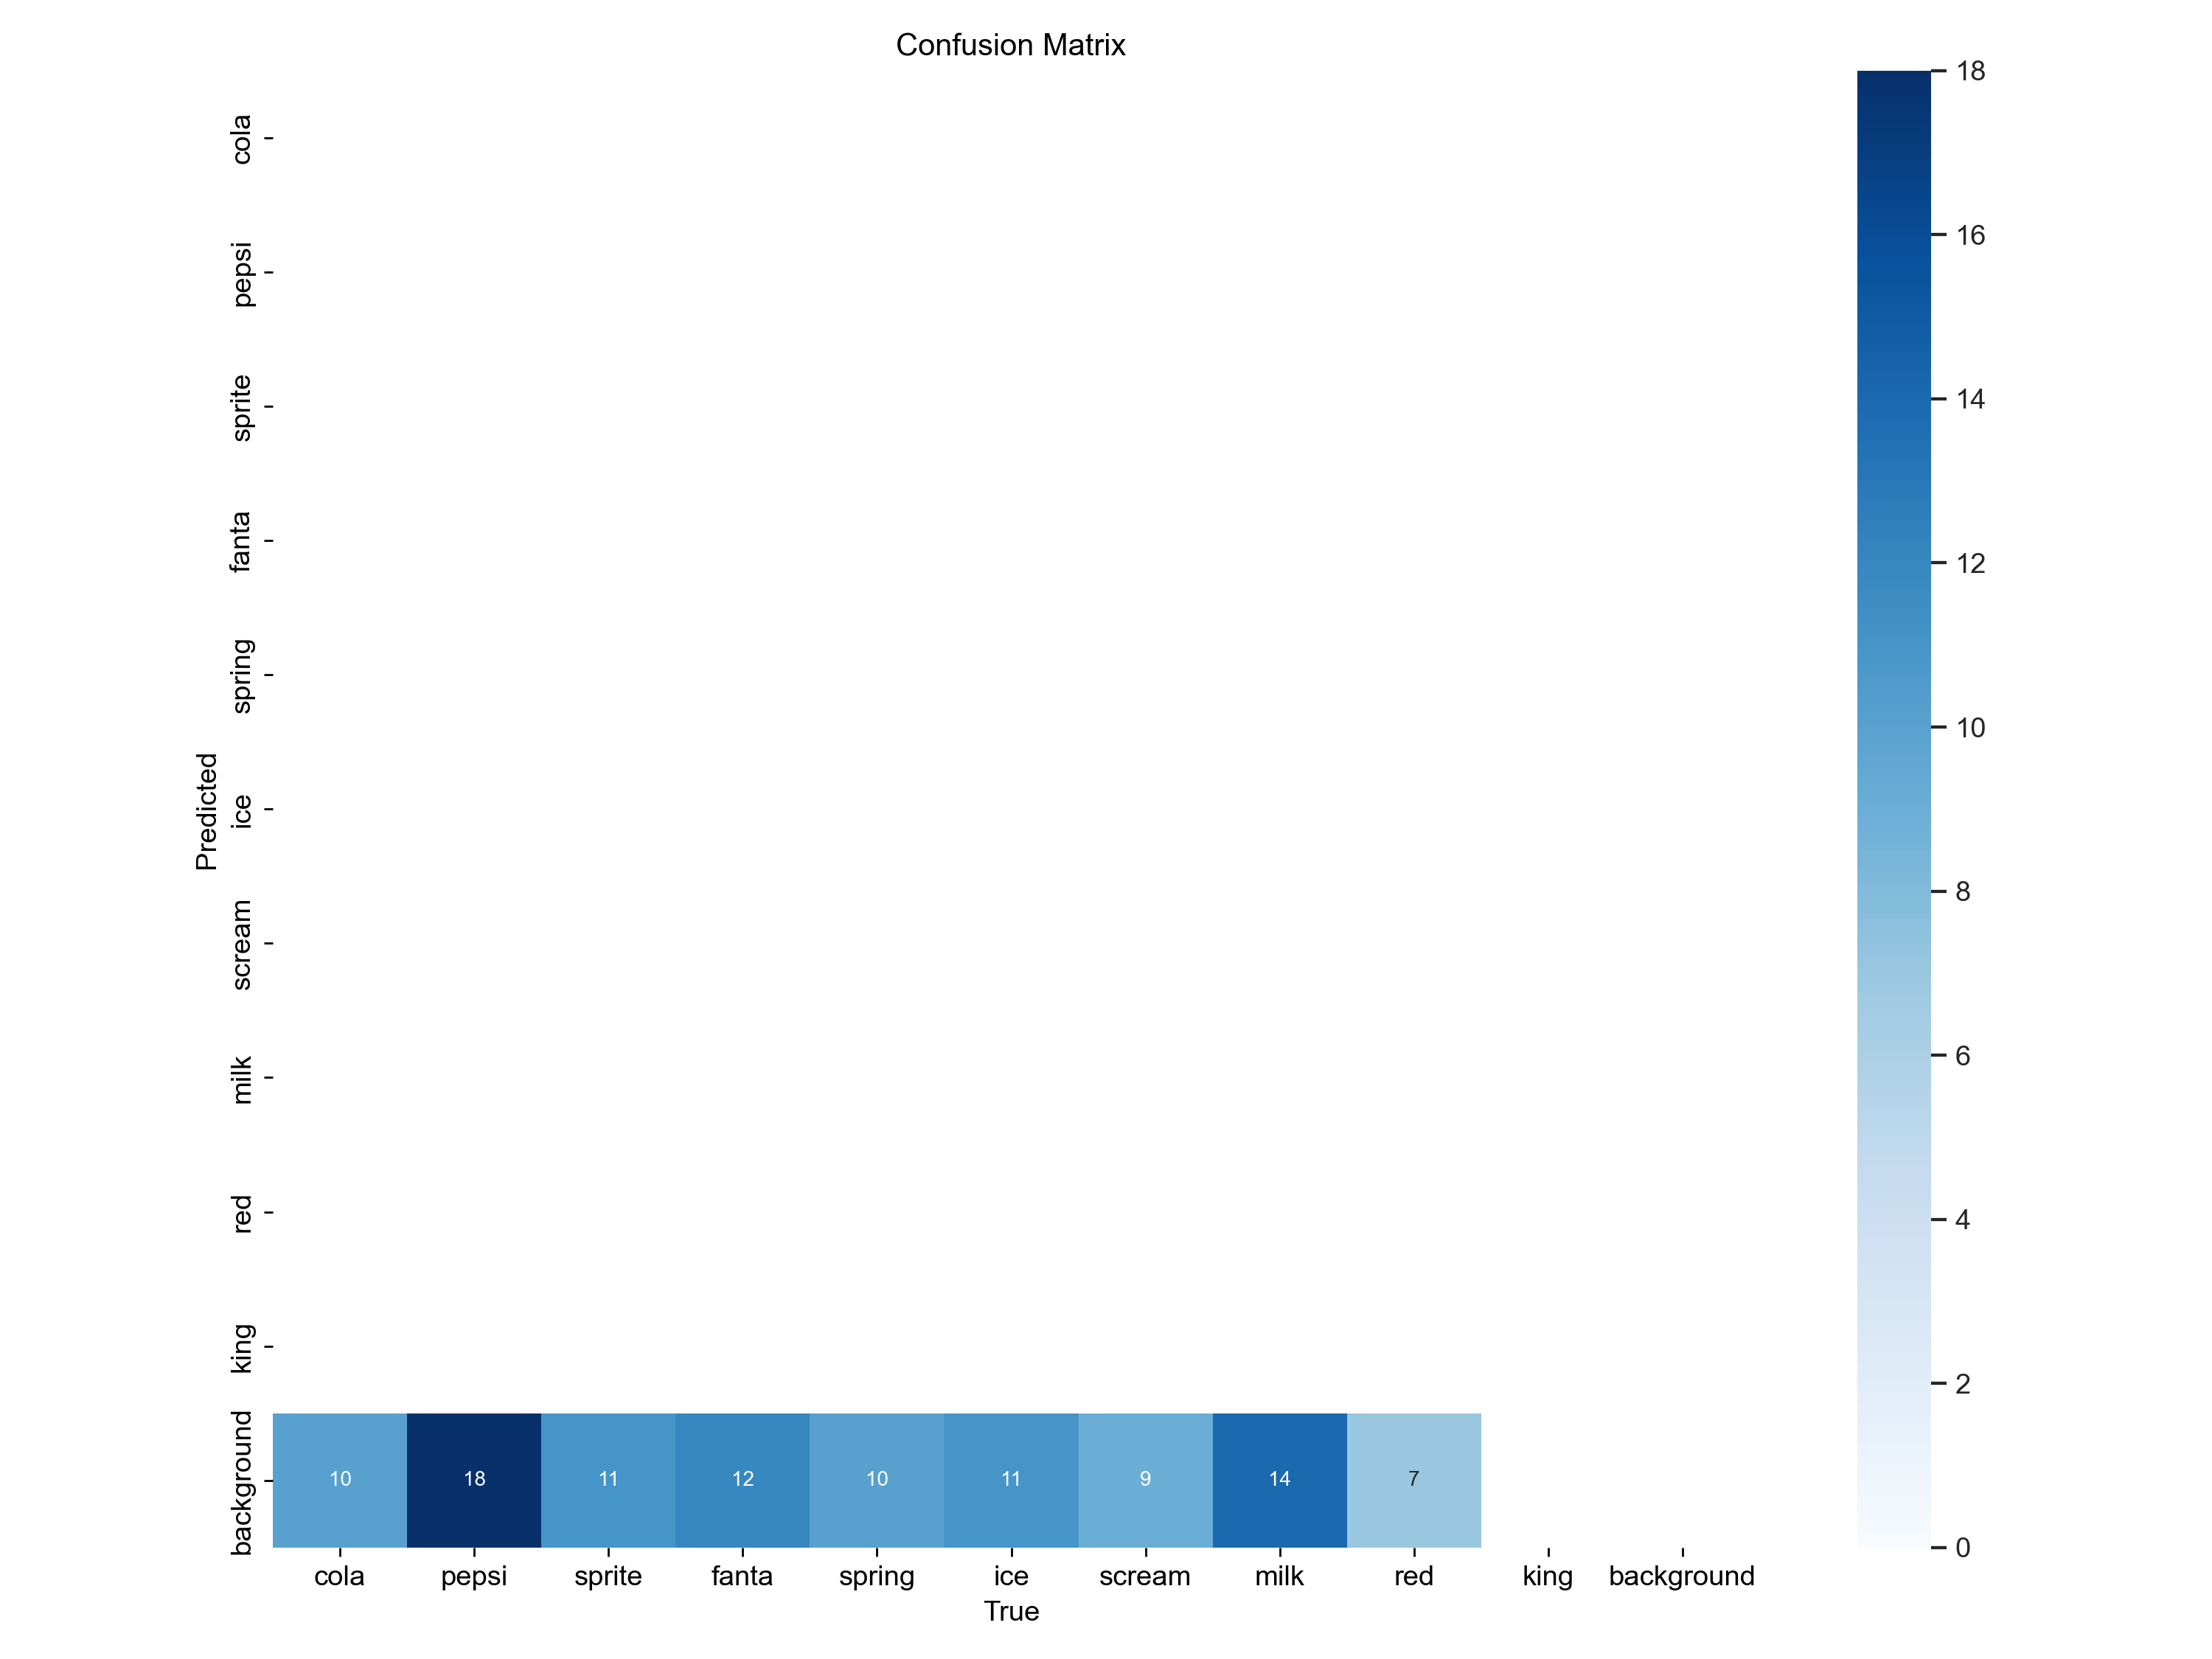 Confusion Matrix
cola
pepsi
sprite
fanta
spring
ice
scream
milk
red
king
background
Predicted
10 18 11 12 10 11 9 14 7
cola pepsi sprite fanta spring ice scream milk red king background
True
18
16
14
12
10
8
6
4
2
0